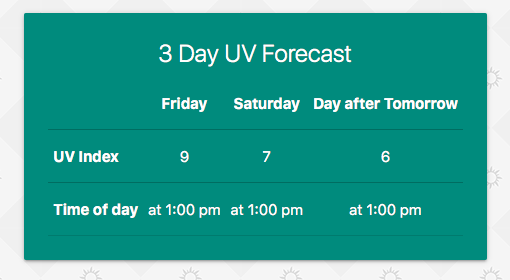 3 Day UV Forecast
Friday Saturday Day after Tomorrow
UV Index 9 7 6
Time of day at 1:00 pm at 1:00 pm at 1:00 pm